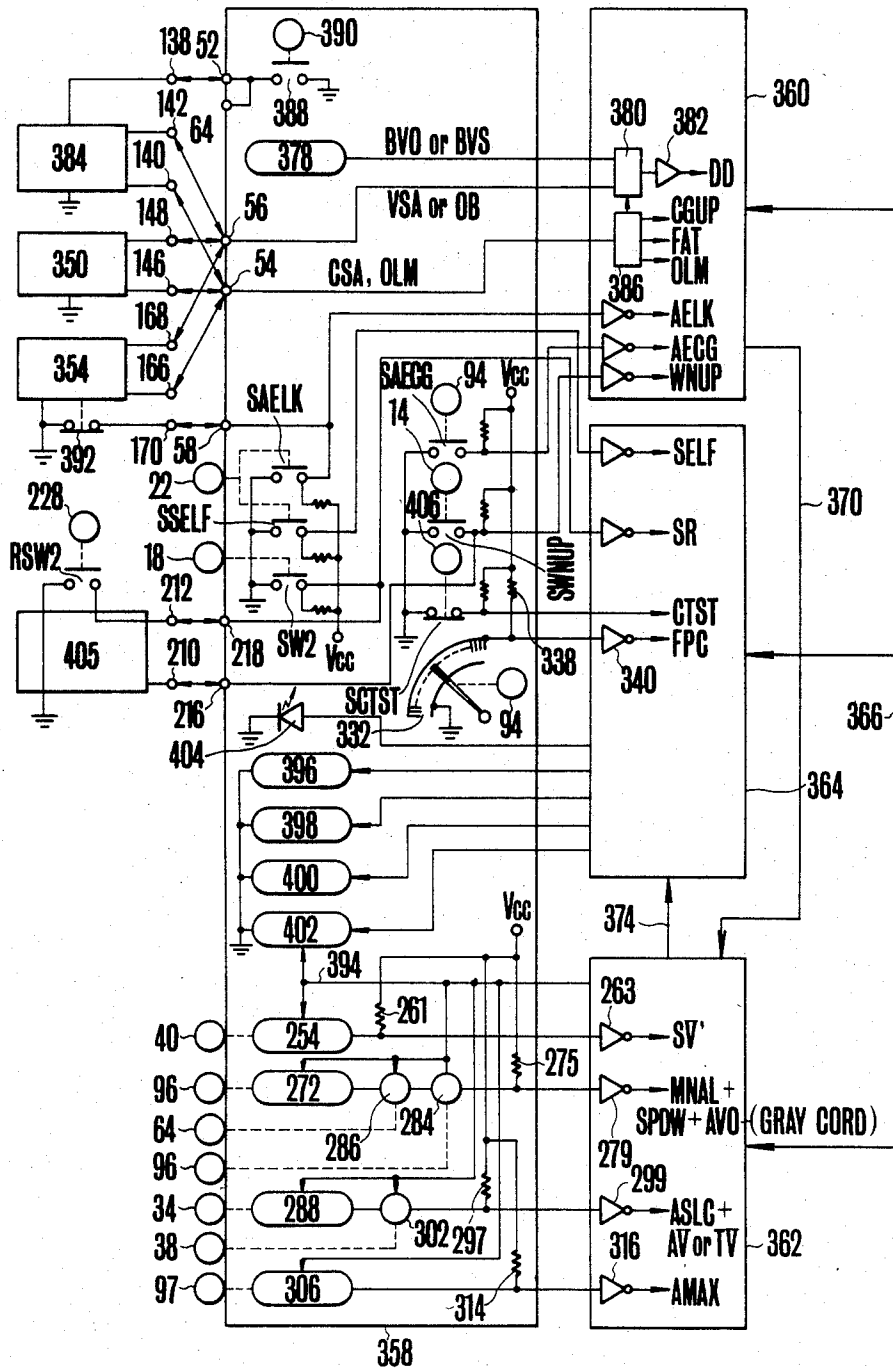 390
138
52
388
142
64
140
148
56
146
54
168
166
170
58
392
384
350
354
378
BVO or BVS
VSA or OB
CSA, OLM
360
380
382
DD
CGUP
FAT
OLM
386
AELK
AECG
WNUP
SAECG
94
Vcc
14
406
SAELK
22
SSELF
18
SW2
Vcc
SWNUP
228
RSW2
212
210
405
218
216
SCTST
332
338
340
94
SELF
SR
CTST
FPC
370
366
364
404
396
398
400
402
374
Vcc
394
261
263
SV'
40
254
275
96
272
MNAL+
SPDW+AVO+(GRAY CORD)
286
284
279
64
96
34
288
302
297
299
ASLC+
AV or TV
362
38
97
306
314
316
AMAX
358